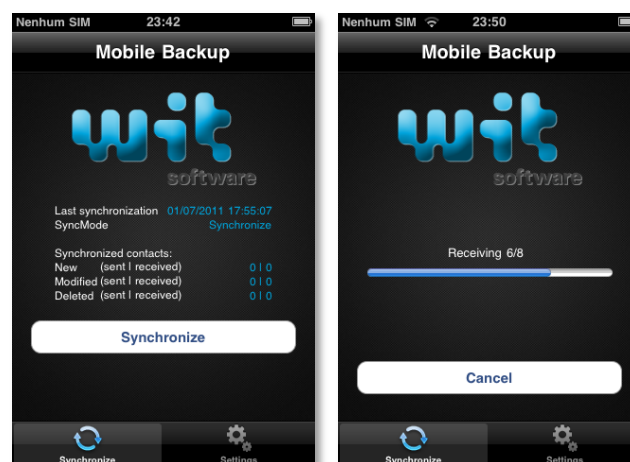 Nenhum SIM 23:42
Mobile Backup
wit
software
Last synchronization 01/07/2011 17:55:07
SyncMode Synchronize
Synchronized contacts:
New (sent | received) 0 | 0
Modified (sent | received) 0 | 0
Deleted (sent | received) 0 | 0
Synchronize
Synchronize Settings
Nenhum SIM 23:50
Mobile Backup
wit
software
Receiving 6/8
Cancel
Synchronize Settings